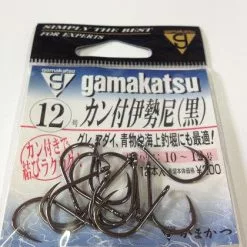 SIMPLY THE BEST
FOR EXPERTS
g
gamakatsu
g
12号 カン付伊勢尼(黒)
グレ、マダイ、青物や海上釣堀にも最適!
カン付きで
10~12号
結びラクラク
¥200
がまかつ